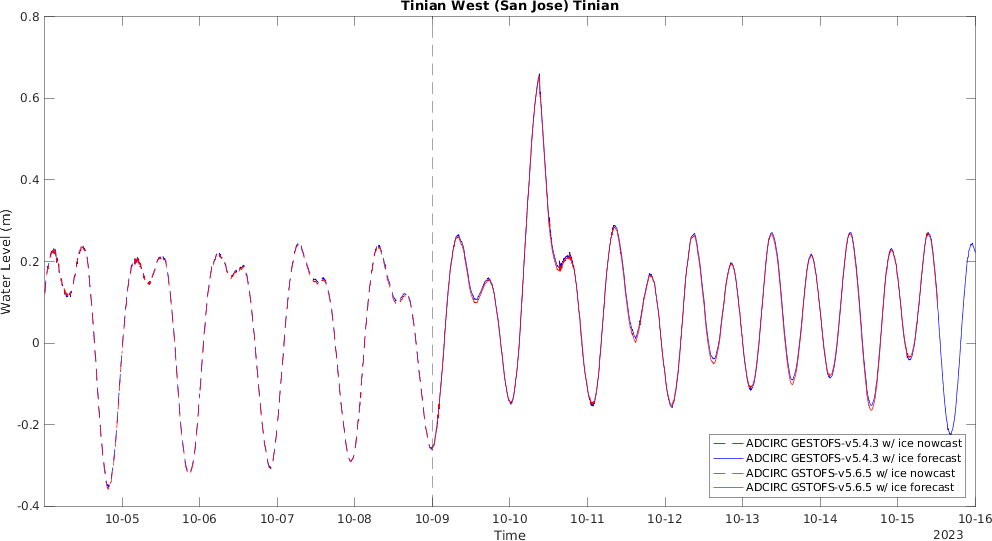 Tinian West (San Jose) Tinian
0.8
0.6
0.4
0.2
0
-0.2
-0.4
Water Level (m)
ADCIRC GESTOFS-v5.4.3 w/ ice nowcast
ADCIRC GESTOFS-v5.4.3 w/ ice forecast
ADCIRC GSTOFS-v5.6.5 w/ ice nowcast
ADCIRC GSTOFS-v5.6.5 w/ ice forecast
10-05 10-06 10-07 10-08 10-09 10-10 10-11 10-12 10-13 10-14 10-15 10-16
Time
2023